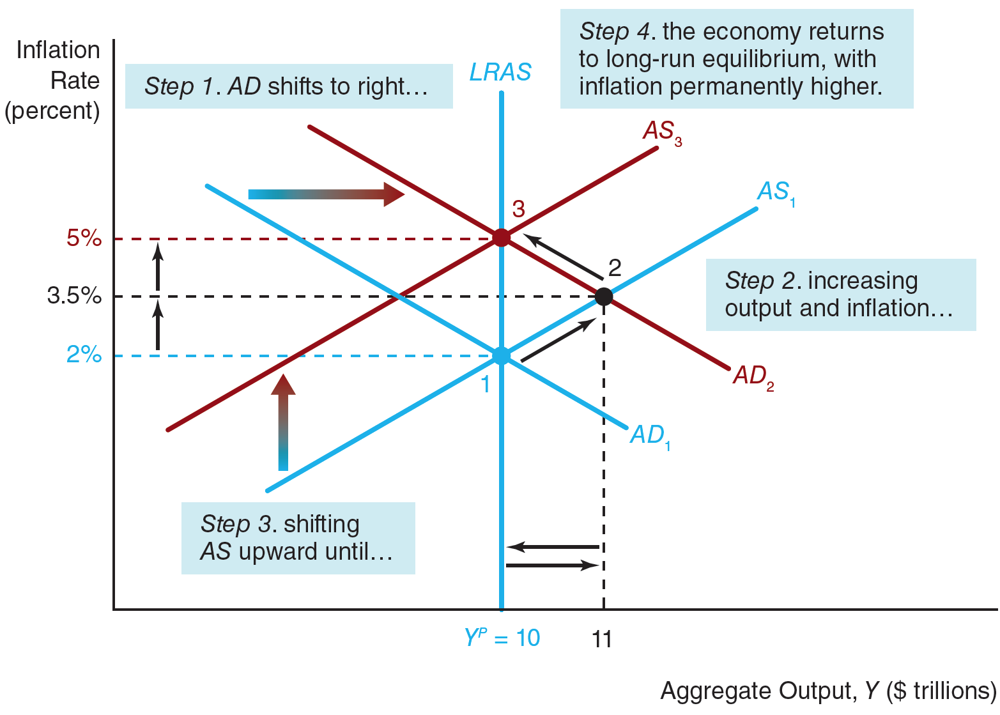 Inflation
Rate
(percent)
Step 1. AD shifts to right…
LRAS
Step 4. the economy returns
to long-run equilibrium, with
inflation permanently higher.
AS3
AS1
3
5%
2
3.5%
Step 2. increasing
output and inflation…
2%
1
AD2
AD1
Step 3. shifting
AS upward until…
YP = 10
11
Aggregate Output, Y ($ trillions)